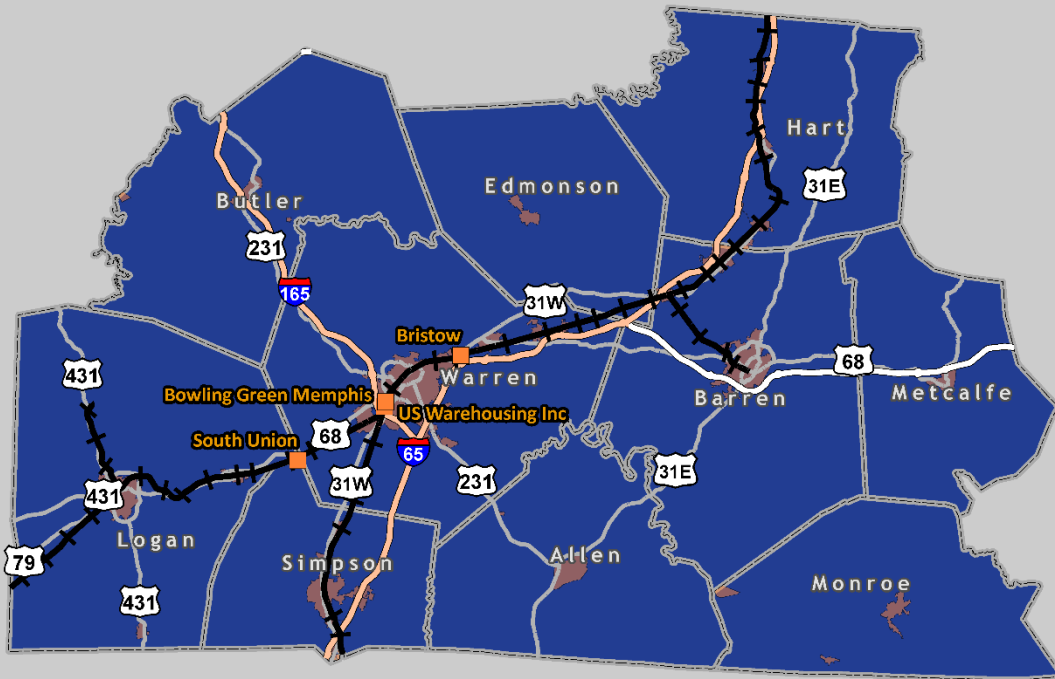 Hart
31E
Edmonson
Butler
231
165
31W
Bristow
431
68
Warren
Bowling Green Memphis
Barren
Metcalfe
US Warehousing Inc
South Union
68
65
31E
31W
231
431
Logan
79
Simpson
Allen
Monroe
431